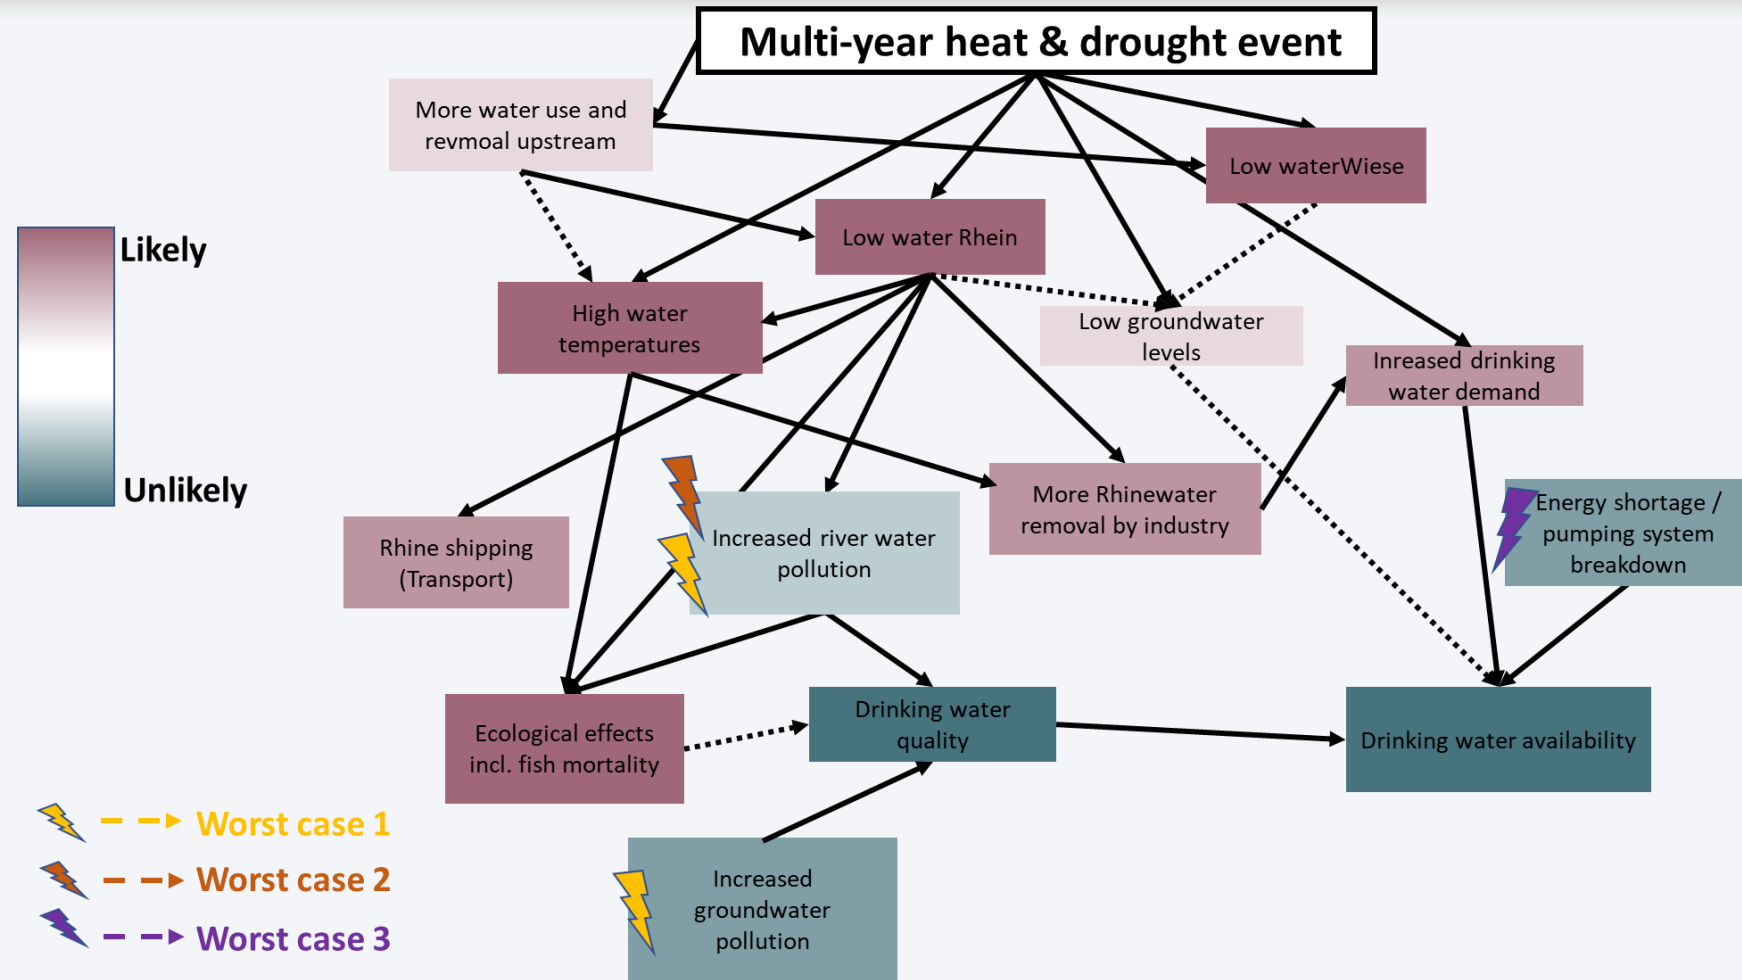 Multi-year heat & drought event
More water use and
revmoal upstream
Low waterWiese
Likely
Low water Rhein
High water
temperatures
Low groundwater
levels
Inreased drinking
water demand
Unlikely
More Rhinewater
removal by industry
Energy shortage /
pumping system
breakdown
Rhine shipping
(Transport)
Increased river water
pollution
Ecological effects
incl. fish mortality
Drinking water
quality
Drinking water availability
Worst case 1
Worst case 2
Worst case 3
Increased
groundwater
pollution